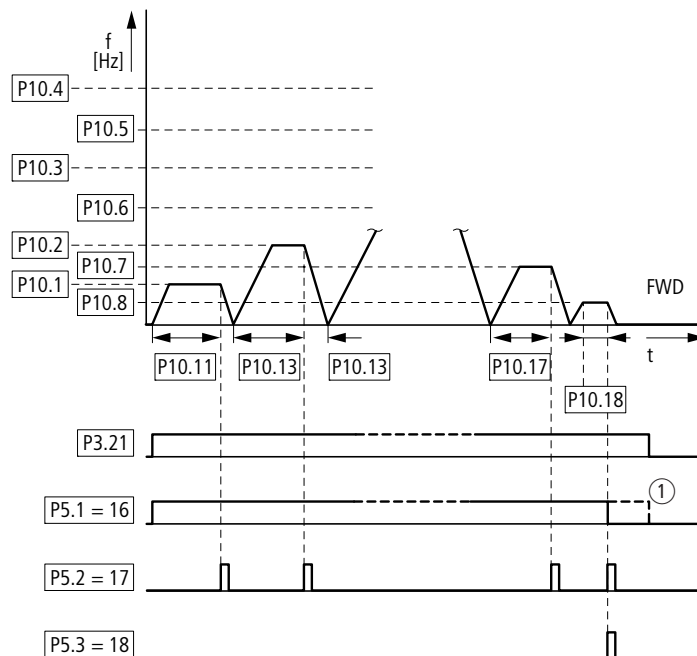 f
[Hz]
P10.4
P10.5
P10.3
P10.6
P10.2
P10.7
P10.1
P10.8
FWD
P10.11
P10.13
P10.13
P10.17
t
P10.18
P3.21
P5.1 = 16
1
P5.2 = 17
P5.3 = 18